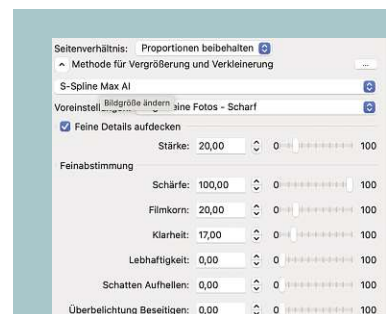 Seitenverhältnis: Proportionen beibehalten
Methode für Vergrößerung und Verkleinerung ...
S-Spline Max AI
Voreinstell Bildgröße ändern eine Fotos - Scharf
Feine Details aufdecken
Stärke: 20,00 0 100
Feinabstimmung
Schärfe: 100,00 0 100
Filmkorn: 20,00 0 100
Klarheit: 17,00 0 100
Lebhaftigkeit: 0,00 0 100
Schatten Aufhellen: 0,00 0 100
Überbelichtung Beseitigen: 0,00 0 100